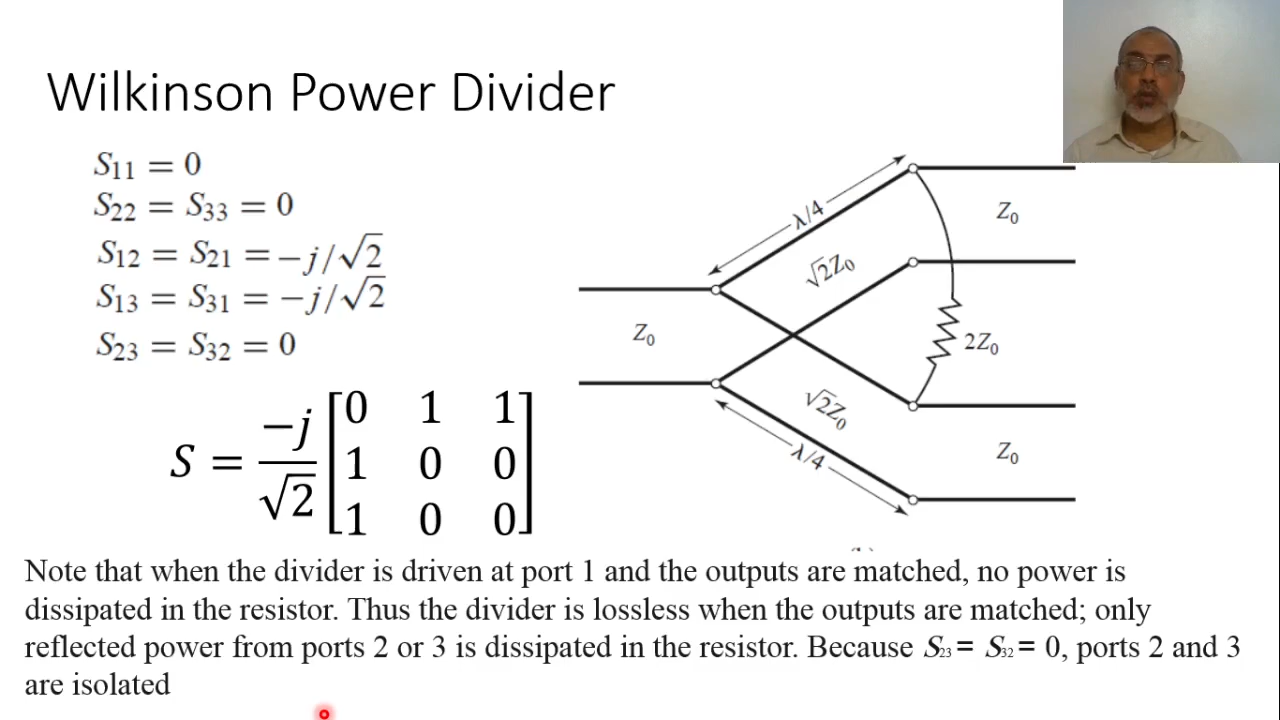 Wilkinson Power Divider
S11 = 0
S22 = S33 = 0
S12 = S21 = −j/√2
S13 = S31 = −j/√2
S23 = S32 = 0
S = −j/√2 [0 1 1
1 0 0
1 0 0]
λ/4
√2Z0
Z0
Z0
2Z0
√2Z0
λ/4
Z0
Note that when the divider is driven at port 1 and the outputs are matched, no power is
dissipated in the resistor. Thus the divider is lossless when the outputs are matched; only
reflected power from ports 2 or 3 is dissipated in the resistor. Because S23 = S32 = 0, ports 2 and 3
are isolated